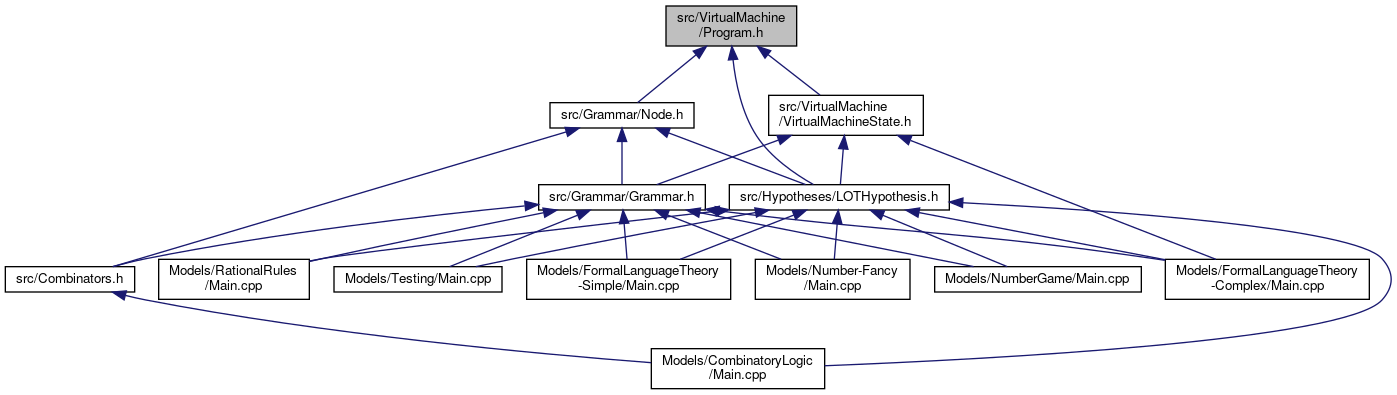 src/VirtualMachine
/Program.h
src/Grammar/Node.h
src/VirtualMachine
/VirtualMachineState.h
src/Grammar/Grammar.h
src/Hypotheses/LOTHypothesis.h
src/Combinators.h
Models/RationalRules
/Main.cpp
Models/Testing/Main.cpp
Models/FormalLanguageTheory
-Simple/Main.cpp
Models/Number-Fancy
/Main.cpp
Models/NumberGame/Main.cpp
Models/FormalLanguageTheory
-Complex/Main.cpp
Models/CombinatoryLogic
/Main.cpp